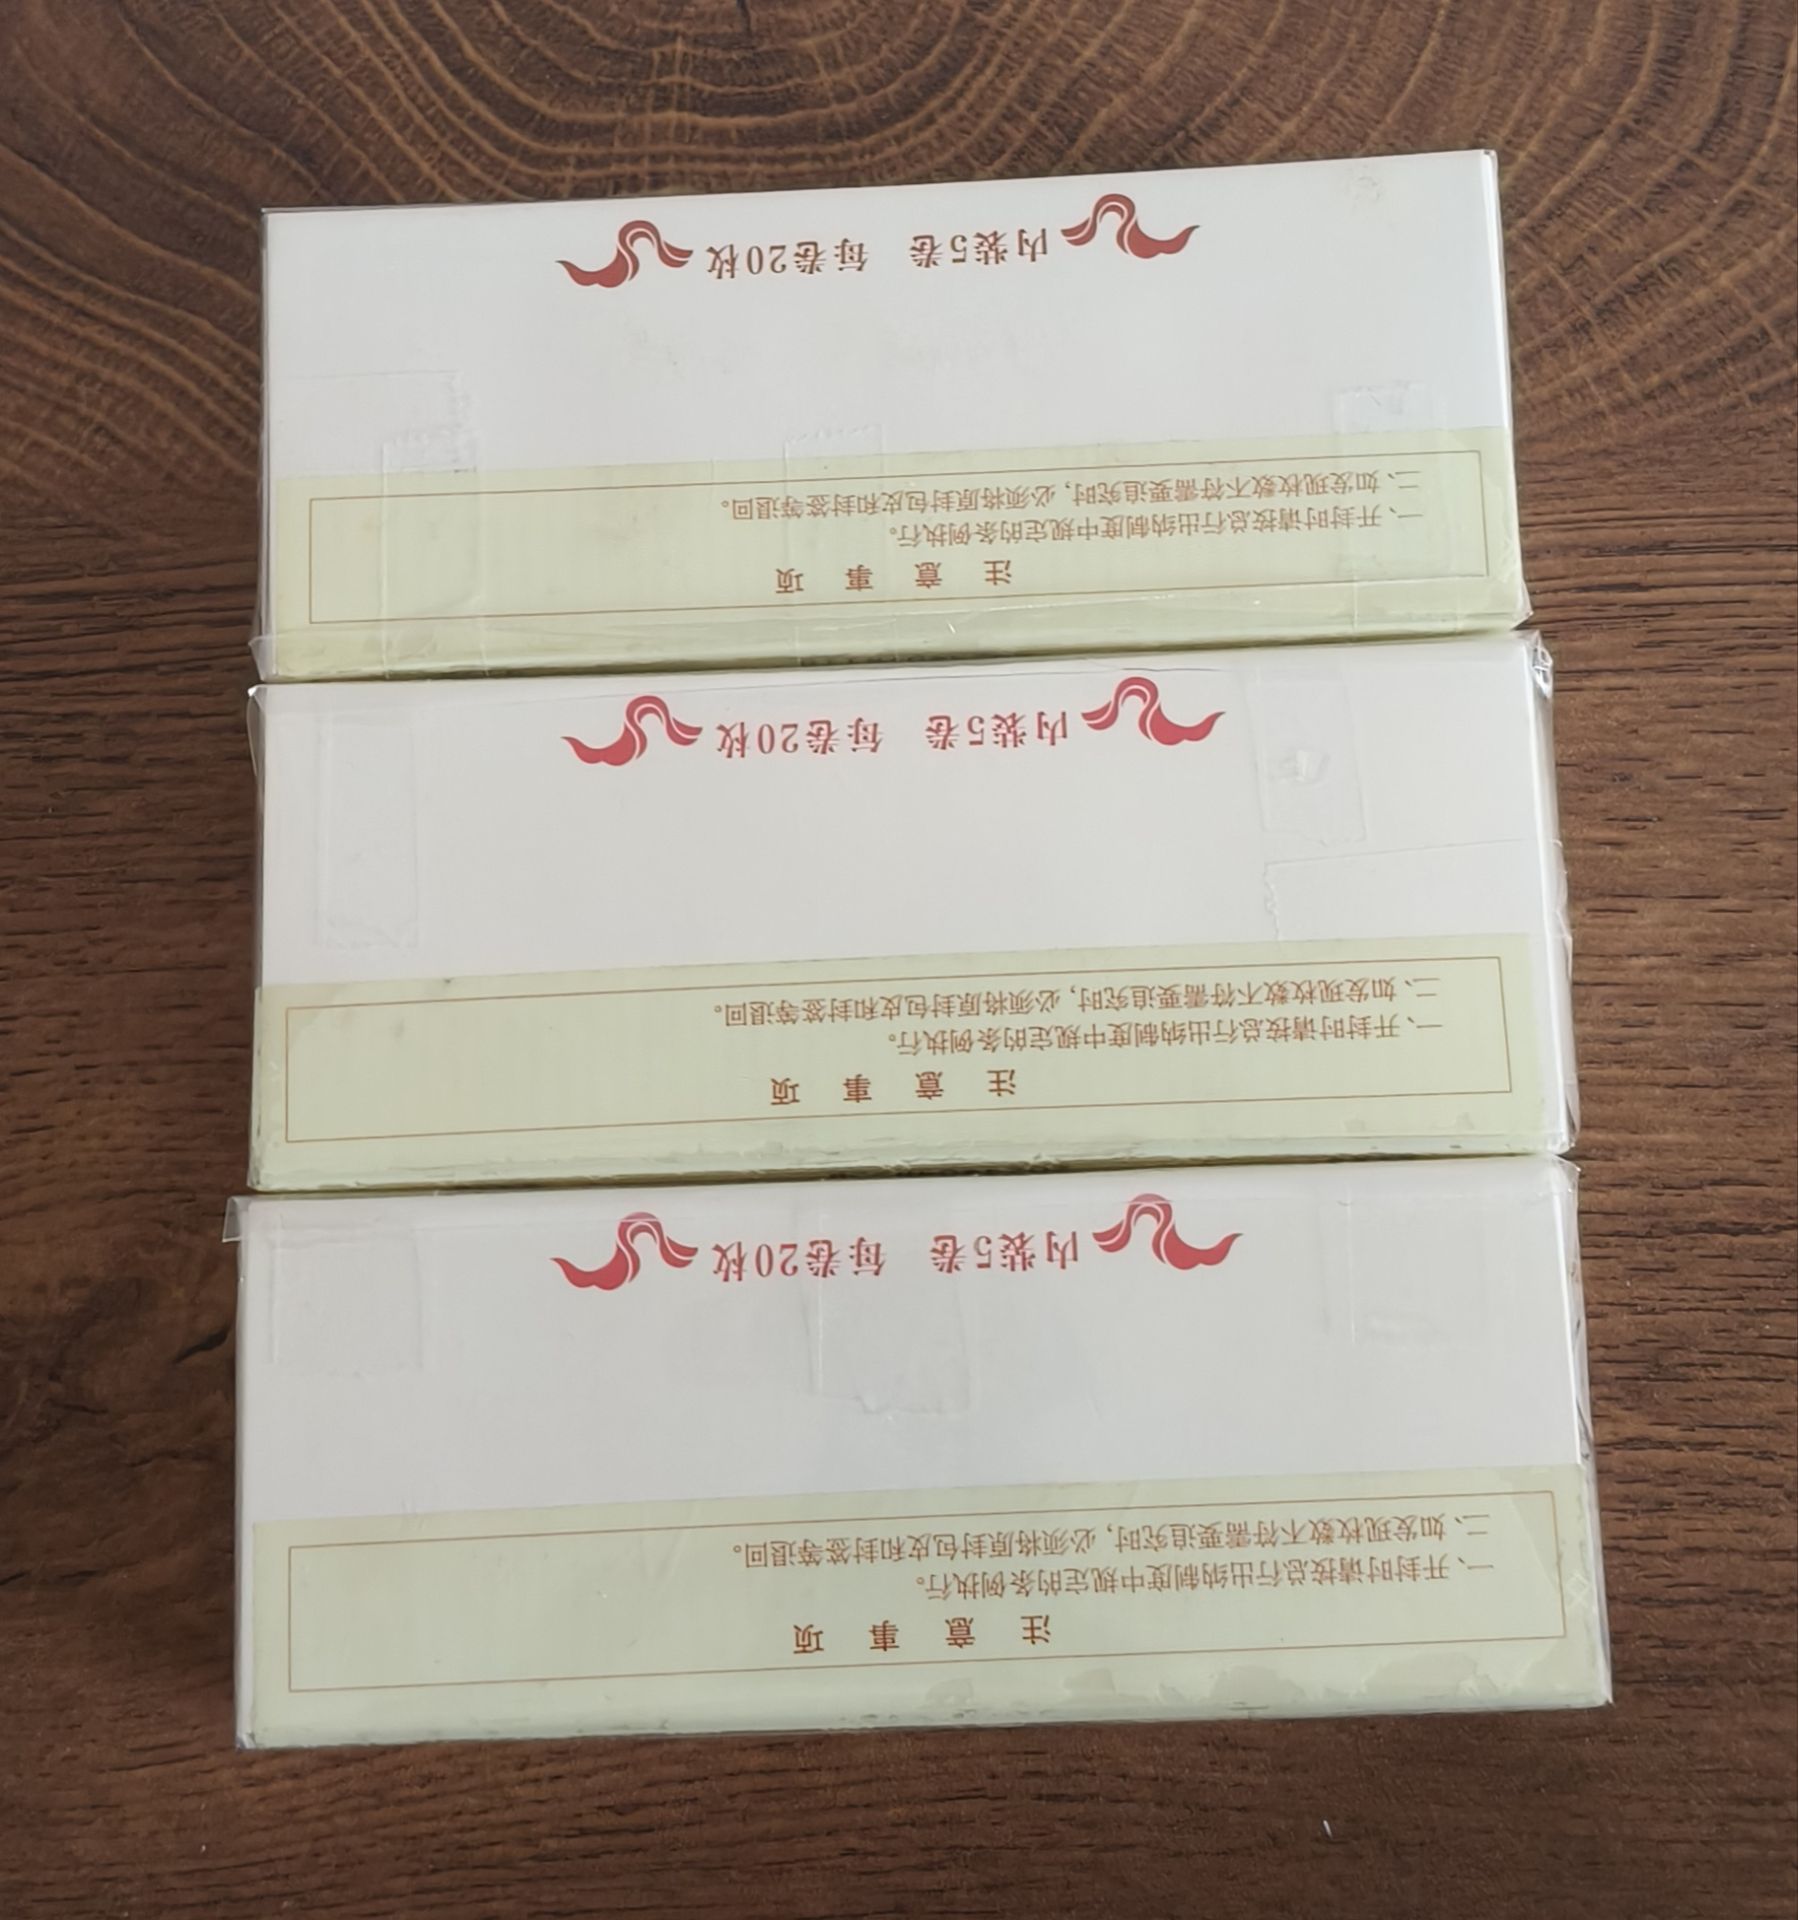 内装5卷 每卷20枚
注意事项
一、开封时请按总行出纳制度中规定的条例执行。
二、如发现枚数不符需要追究时，必须将原封包皮和封签等退回。
内装5卷 每卷20枚
注意事项
一、开封时请按总行出纳制度中规定的条例执行。
二、如发现枚数不符需要追究时，必须将原封包皮和封签等退回。
内装5卷 每卷20枚
注意事项
一、开封时请按总行出纳制度中规定的条例执行。
二、如发现枚数不符需要追究时，必须将原封包皮和封签等退回。